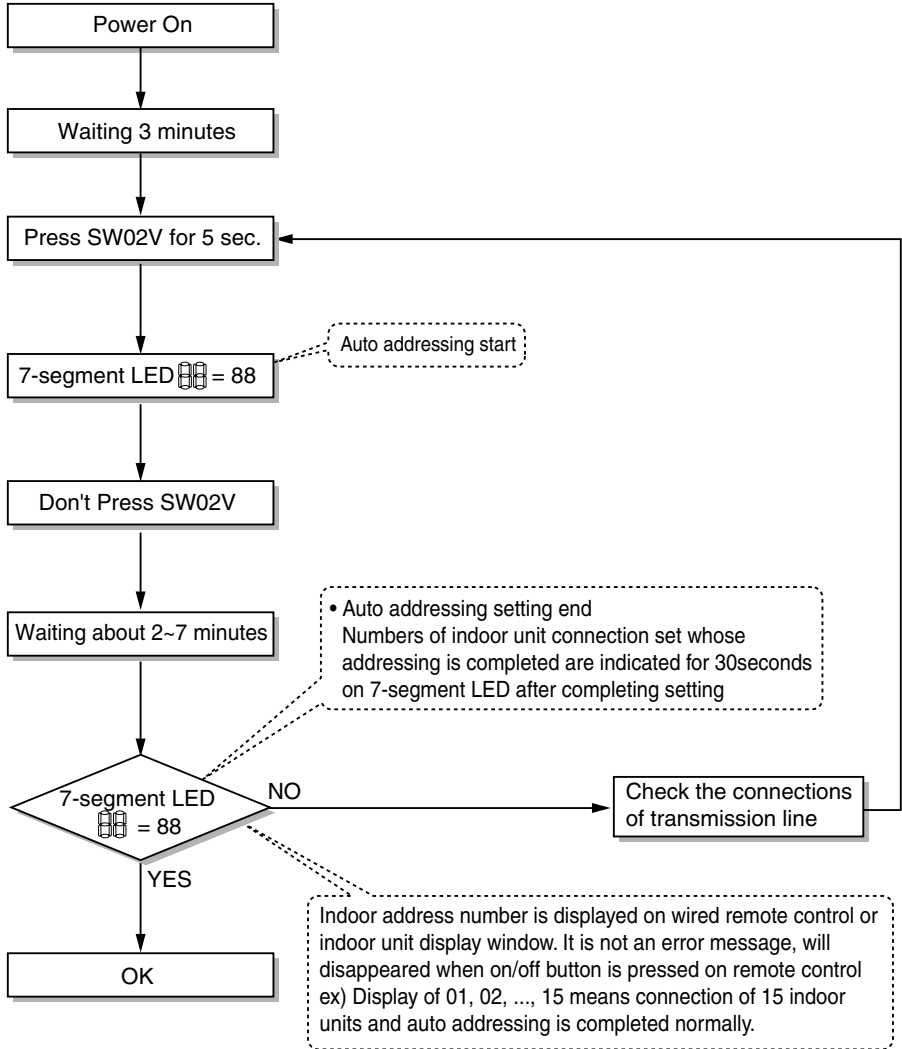 Power On
Waiting 3 minutes
Press SW02V for 5 sec.
Auto addressing start
7-segment LED 88 = 88
Don't Press SW02V
Waiting about 2~7 minutes
• Auto addressing setting end
Numbers of indoor unit connection set whose
addressing is completed are indicated for 30seconds
on 7-segment LED after completing setting
7-segment LED
88 = 88
NO
Check the connections
of transmission line
YES
OK
Indoor address number is displayed on wired remote control or
indoor unit display window. It is not an error message, will
disappeared when on/off button is pressed on remote control
ex) Display of 01, 02, ..., 15 means connection of 15 indoor
units and auto addressing is completed normally.